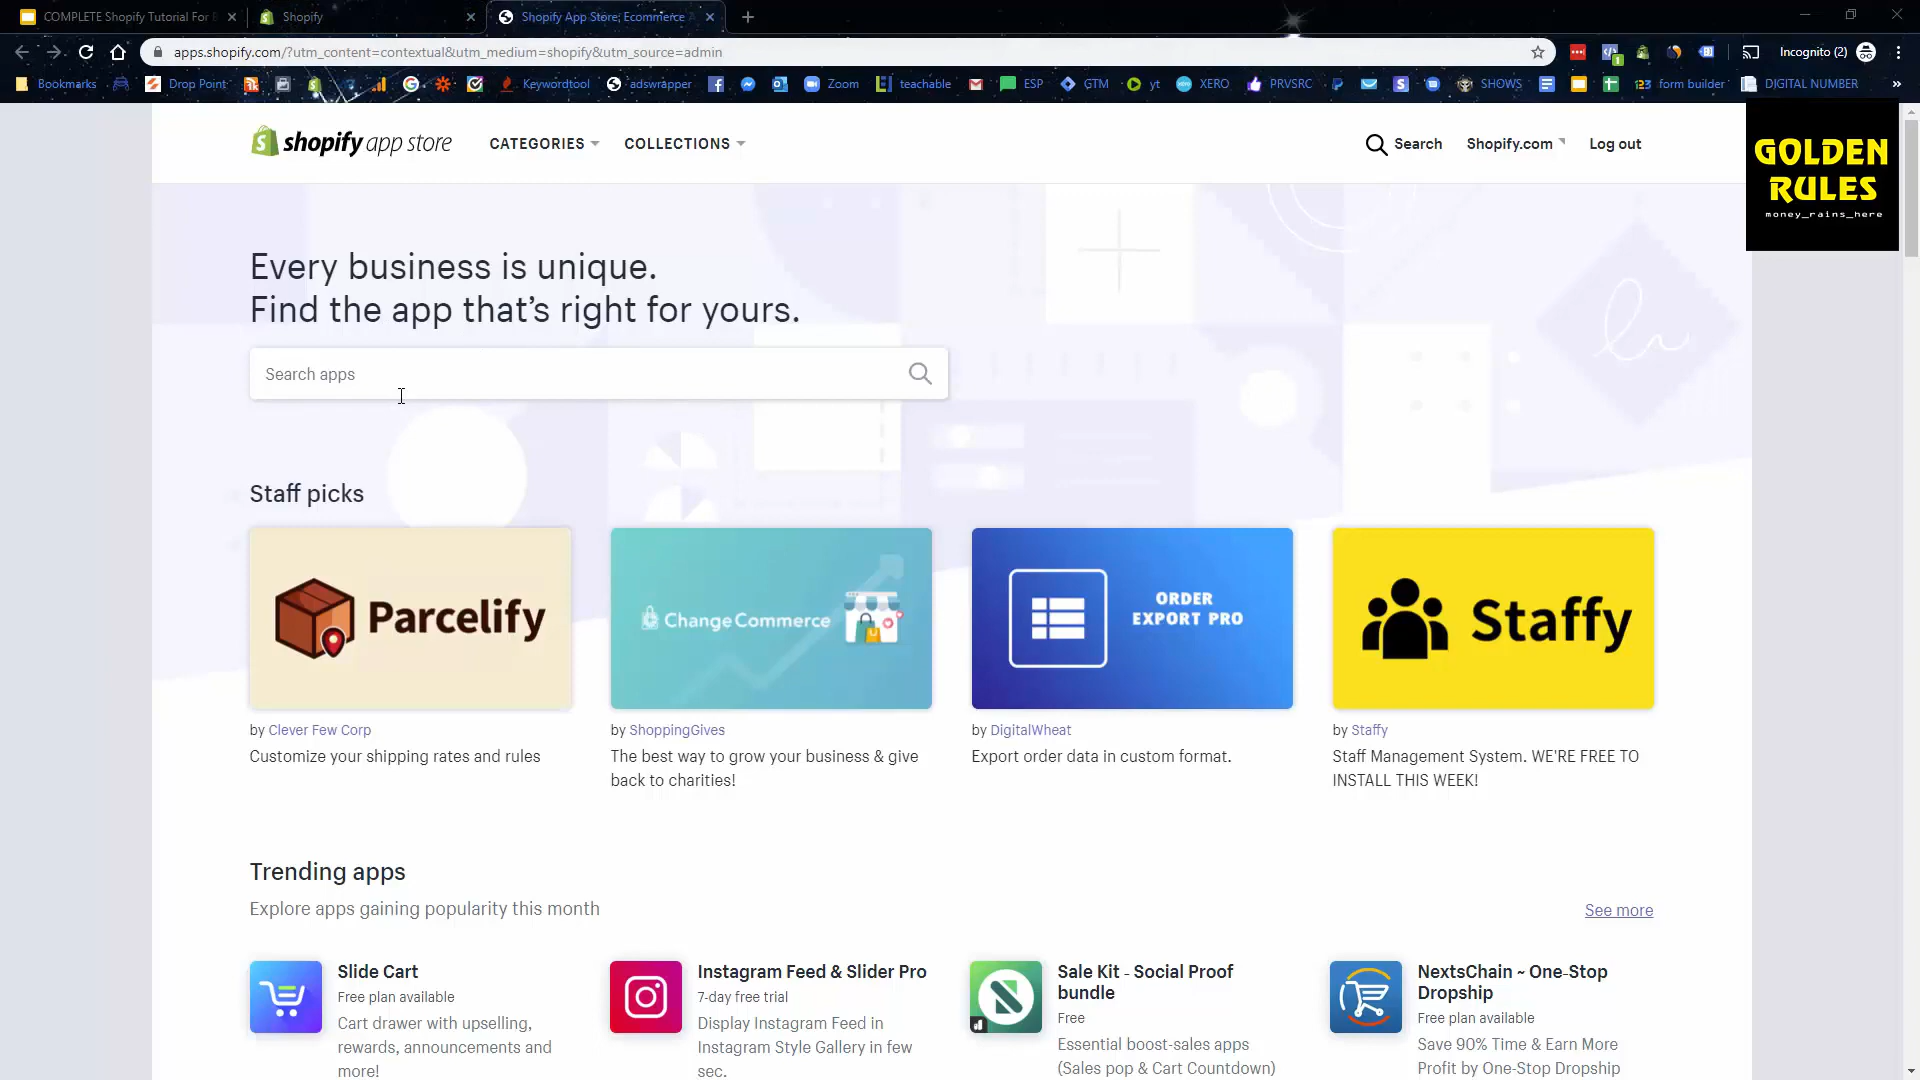 COMPLETE Shopify Tutorial For B
Shopify
Shopify App Store, Ecommerce A
apps.shopify.com/?utm_content=contextual&utm_medium=shopify&utm_source=admin
Incognito (2)
Bookmarks
Drop Point
Keywordtool
adswrapper
Zoom
teachable
ESP
GTM
yt
XERO
PRVSRC
SHOWS
123 form builder
DIGITAL NUMBER
shopify app store
CATEGORIES
COLLECTIONS
Search
Shopify.com
Log out
GOLDEN
RULES
money_rains_here
Every business is unique.
Find the app that’s right for yours.
Search apps
Staff picks
Parcelify
ChangeCommerce
ORDER
EXPORT PRO
Staffy
by Clever Few Corp
Customize your shipping rates and rules
by ShoppingGives
The best way to grow your business & give
back to charities!
by DigitalWheat
Export order data in custom format.
by Staffy
Staff Management System. WE'RE FREE TO
INSTALL THIS WEEK!
Trending apps
Explore apps gaining popularity this month
See more
Slide Cart
Free plan available
Cart drawer with upselling,
rewards, announcements and
more!
Instagram Feed & Slider Pro
7-day free trial
Display Instagram Feed in
Instagram Style Gallery in few
sec.
Sale Kit - Social Proof
bundle
Free
Essential boost-sales apps
(Sales pop & Cart Countdown)
NextsChain ~ One-Stop
Dropship
Free plan available
Save 90% Time & Earn More
Profit by One-Stop Dropship